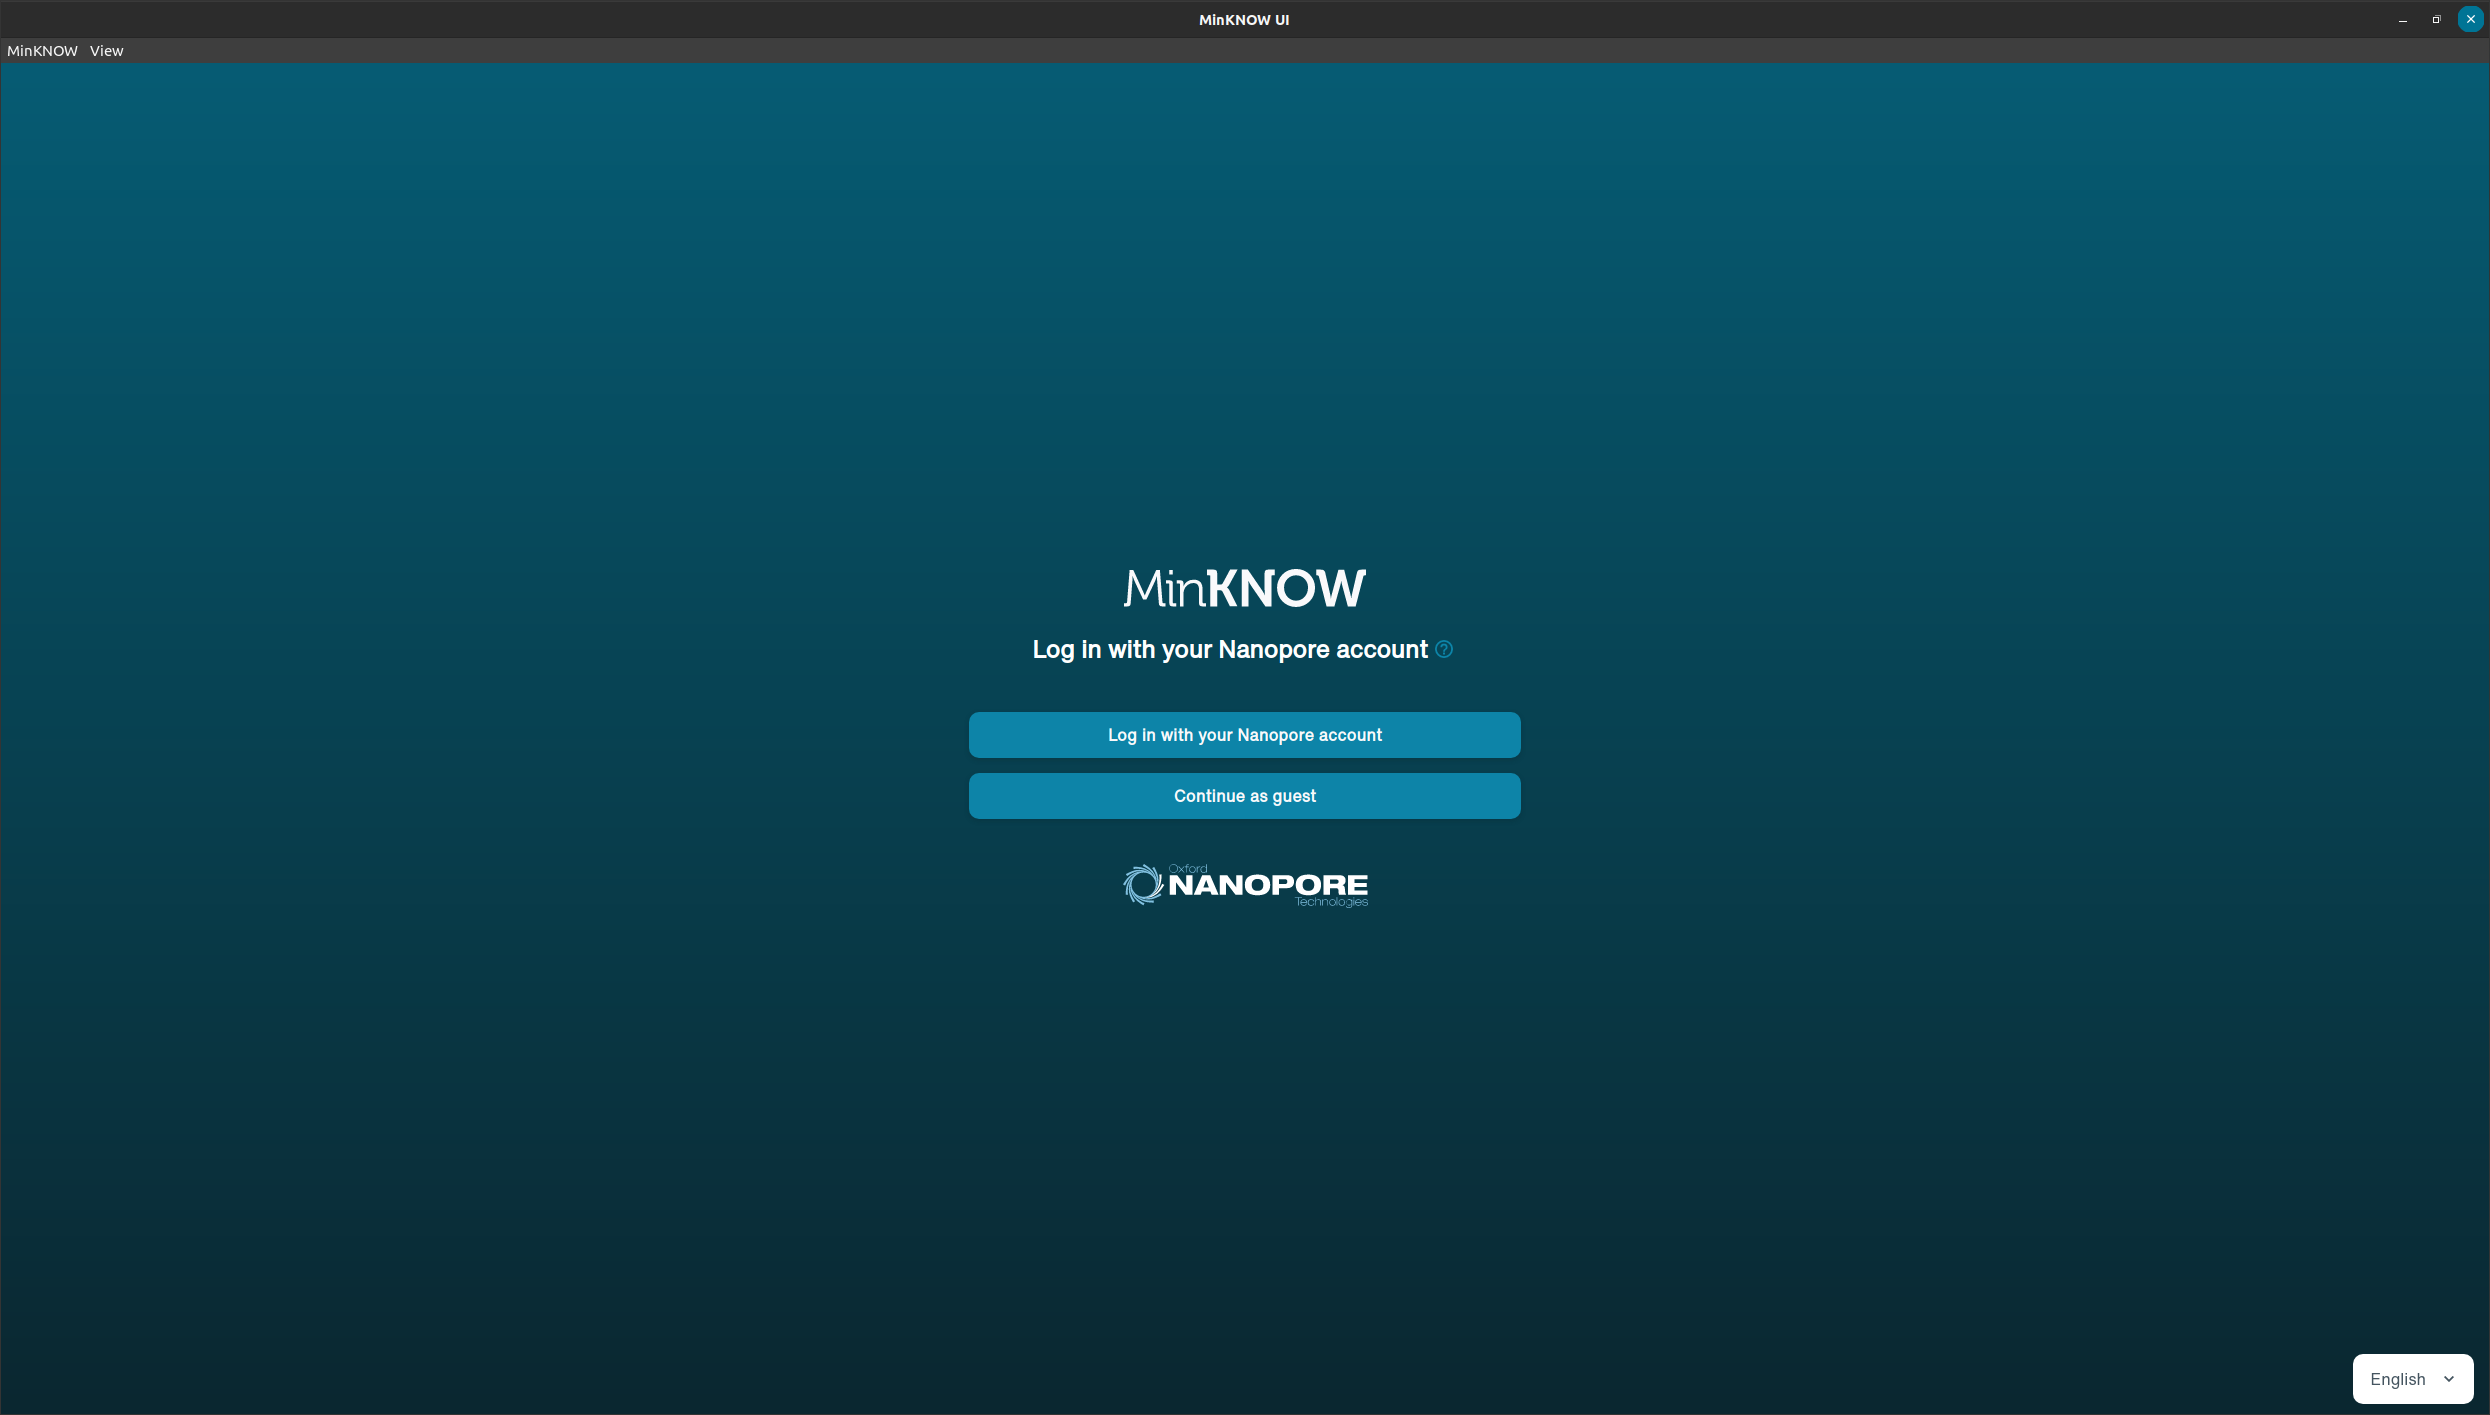 MinKNOW UI
MinKNOW View
MinKNOW
Log in with your Nanopore account
Log in with your Nanopore account
Continue as guest
Oxford
NANOPORE
Technologies
English